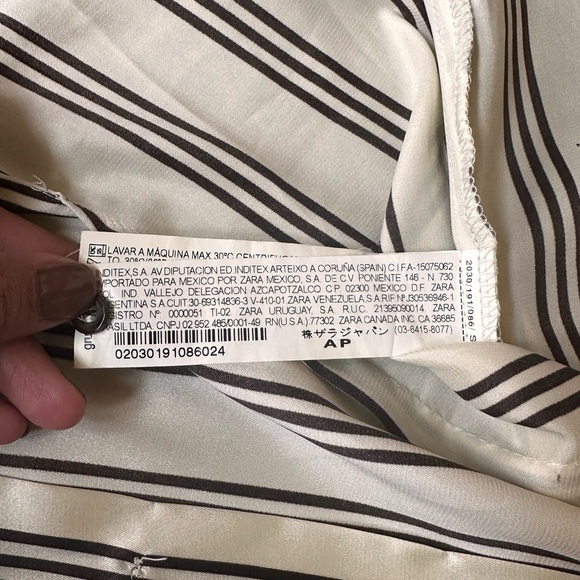 LAVAR A MÁQUINA MAX 30ºC
INDITEX,S.A. AV.DIPUTACION ED.INDITEX ARTEIXO A CORUÑA (SPAIN) C.I.F.A-15075062
IMPORTADO PARA MEXICO POR ZARA MEXICO, S.A. DE C.V. PONIENTE 146 - N 730
COL IND. VALLEJO DELEGACION AZCAPOTZALCO C.P. 02300 MEXICO D.F. ZARA
ARGENTINA S.A CUIT 30-69314836-3 V-410-01 ZARA VENEZUELA, S.A RIF Nº J30536946-1
REGISTRO Nº 0000051 TI-02. ZARA URUGUAY, S.A. R.U.C. 213950090014 ZARA
BRASIL LTDA, CNPJ 02 952 485/0001-49 RN(U.S.A.) 77302 ZARA CANADA INC. CA 36685
株式ザラジャパン (03-6415-8077)
AP
02030191086024
2030/191/086/